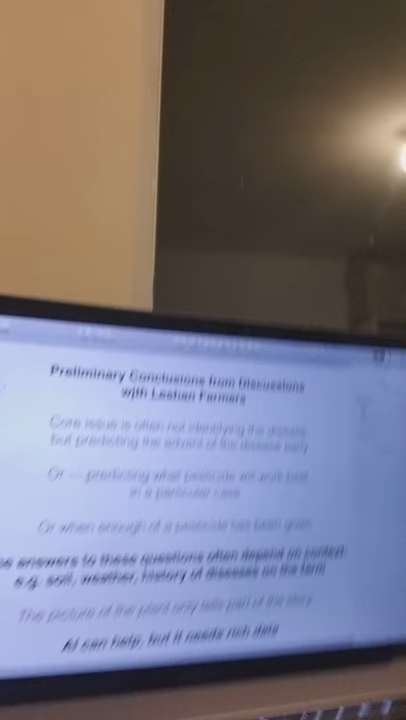 Preliminary Conclusions from Discussions
with Leshan Farmers
Core issue is often not identifying the disease
but predicting the advent of the disease early
Or — predicting what pesticide will work best
in a particular case
Or when enough of a pesticide has been given
answers to these questions often depend on context
e.g. soil, weather, history of diseases on the farm
The picture of the plant only tells part of the story
AI can help, but it needs rich data